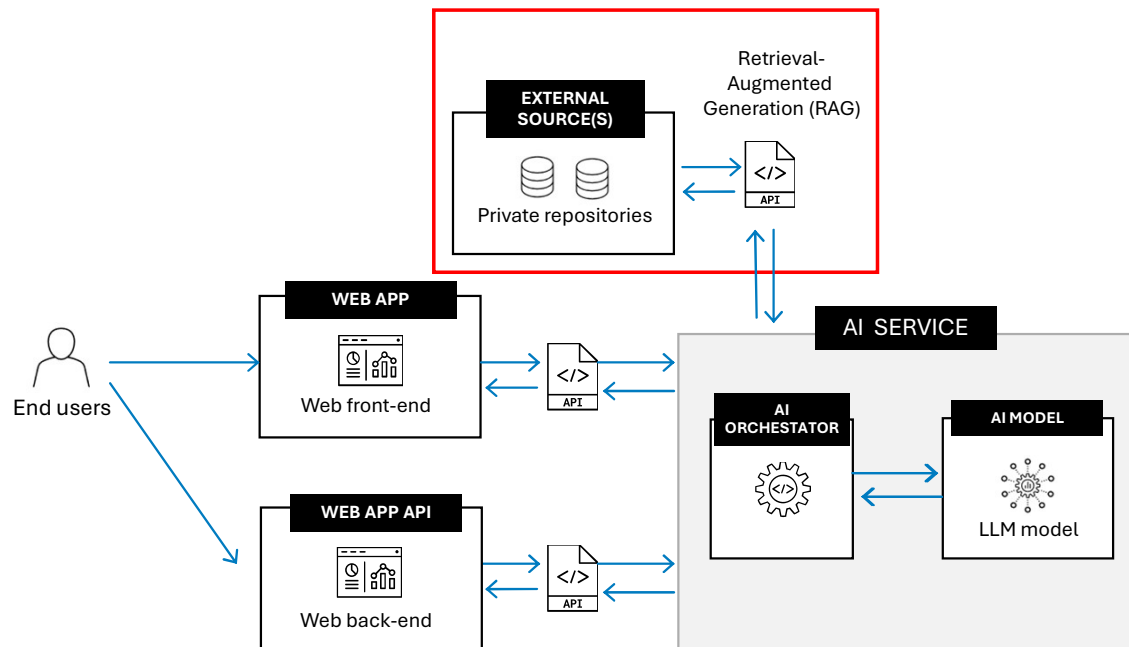 Retrieval-
Augmented
Generation (RAG)
EXTERNAL
SOURCE(S)
</>
API
Private repositories
WEB APP
AI SERVICE
</>
API
End users
Web front-end
AI
ORCHESTATOR
AI MODEL
</>
WEB APP API
LLM model
</>
API
Web back-end